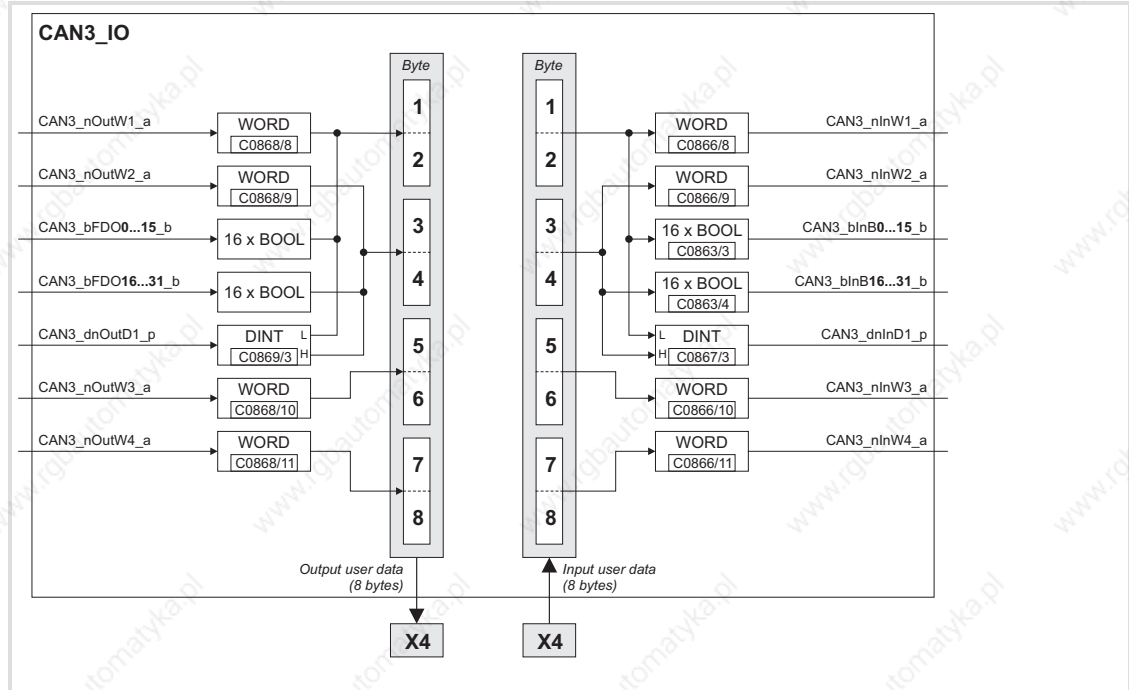 CAN3_IO
Byte
1
2
3
4
5
6
7
8
CAN3_nOutW1_a
WORD
C0868/8
CAN3_nOutW2_a
WORD
C0868/9
CAN3_bFDO0...15_b
16 x BOOL
CAN3_bFDO16...31_b
16 x BOOL
CAN3_dnOutD1_p
DINT
L
H
C0869/3
CAN3_nOutW3_a
WORD
C0868/10
CAN3_nOutW4_a
WORD
C0868/11
Output user data
(8 bytes)
X4
Byte
1
2
3
4
5
6
7
8
WORD
C0866/8
CAN3_nInW1_a
WORD
C0866/9
CAN3_nInW2_a
16 x BOOL
C0863/3
CAN3_bInB0...15_b
16 x BOOL
C0863/4
CAN3_bInB16...31_b
L
DINT
H
C0867/3
CAN3_dnInD1_p
WORD
C0866/10
CAN3_nInW3_a
WORD
C0866/11
CAN3_nInW4_a
Input user data
(8 bytes)
X4
www.rgbautomatyka.pl